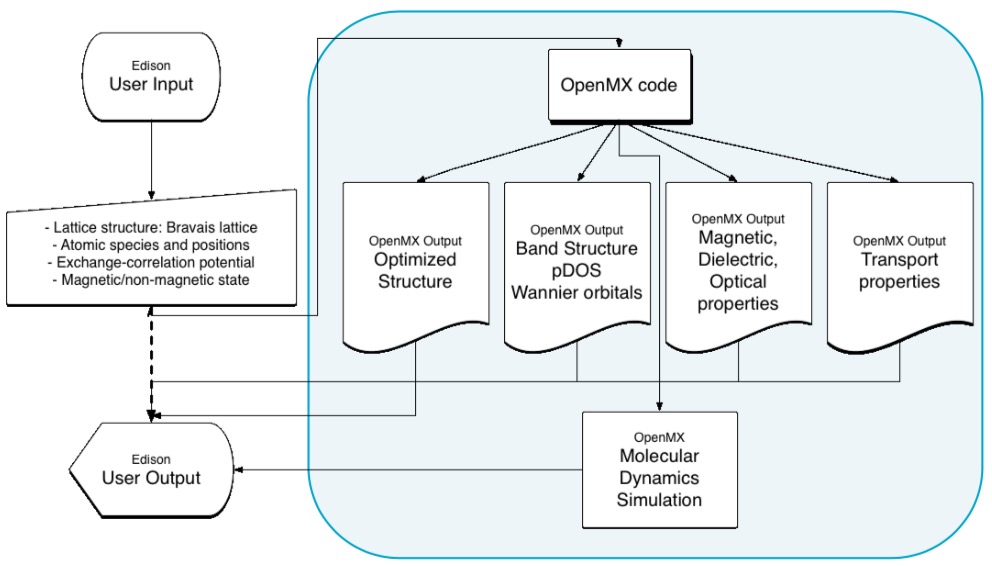 Edison
User Input
- Lattice structure: Bravais lattice
- Atomic species and positions
- Exchange-correlation potential
- Magnetic/non-magnetic state
OpenMX code
OpenMX Output
Optimized
Structure
OpenMX Output
Band Structure
pDOS
Wannier orbitals
OpenMX Output
Magnetic,
Dielectric,
Optical
properties
OpenMX Output
Transport
properties
Edison
User Output
OpenMX
Molecular
Dynamics
Simulation